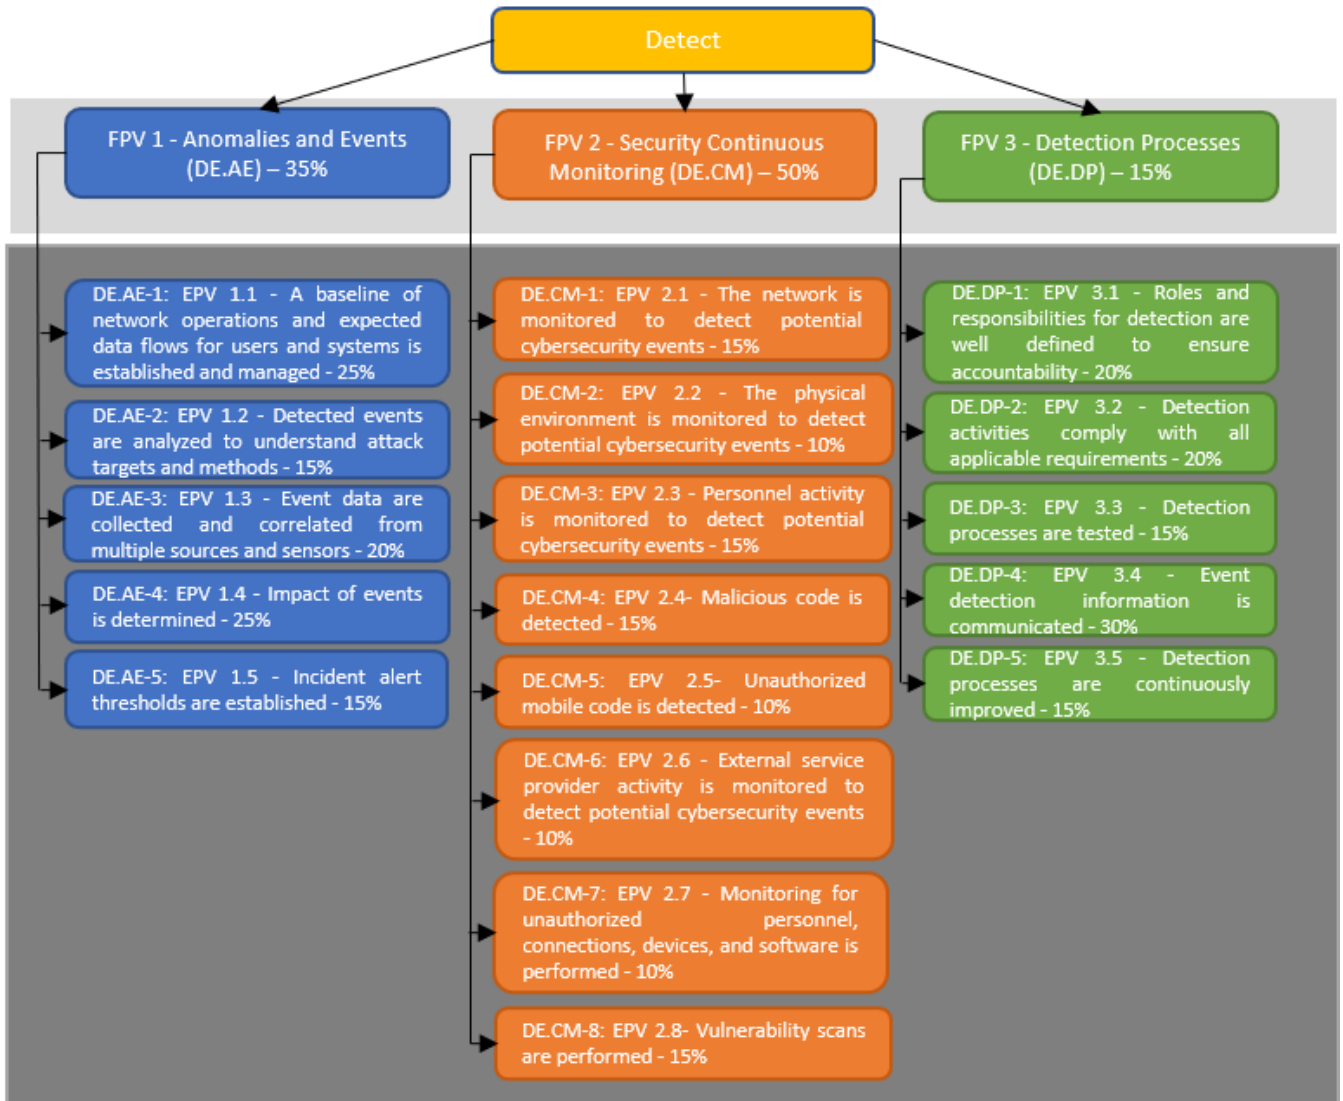 Detect
FPV 1 - Anomalies and Events
(DE.AE) – 35%
FPV 2 - Security Continuous
Monitoring (DE.CM) – 50%
FPV 3 - Detection Processes
(DE.DP) – 15%
DE.AE-1: EPV 1.1 - A baseline of
network operations and expected
data flows for users and systems is
established and managed - 25%
DE.AE-2: EPV 1.2 - Detected events
are analyzed to understand attack
targets and methods - 15%
DE.AE-3: EPV 1.3 - Event data are
collected and correlated from
multiple sources and sensors - 20%
DE.AE-4: EPV 1.4 - Impact of events
is determined - 25%
DE.AE-5: EPV 1.5 - Incident alert
thresholds are established - 15%
DE.CM-1: EPV 2.1 - The network is
monitored to detect potential
cybersecurity events - 15%
DE.CM-2: EPV 2.2 - The physical
environment is monitored to detect
potential cybersecurity events - 10%
DE.CM-3: EPV 2.3 - Personnel activity
is monitored to detect potential
cybersecurity events - 15%
DE.CM-4: EPV 2.4- Malicious code is
detected - 15%
DE.CM-5: EPV 2.5- Unauthorized
mobile code is detected - 10%
DE.CM-6: EPV 2.6 - External service
provider activity is monitored to
detect potential cybersecurity events
- 10%
DE.CM-7: EPV 2.7 - Monitoring for
unauthorized personnel,
connections, devices, and software is
performed - 10%
DE.CM-8: EPV 2.8- Vulnerability scans
are performed - 15%
DE.DP-1: EPV 3.1 - Roles and
responsibilities for detection are
well defined to ensure
accountability - 20%
DE.DP-2: EPV 3.2 - Detection
activities comply with all
applicable requirements - 20%
DE.DP-3: EPV 3.3 - Detection
processes are tested - 15%
DE.DP-4: EPV 3.4 - Event
detection information is
communicated - 30%
DE.DP-5: EPV 3.5 - Detection
processes are continuously
improved - 15%